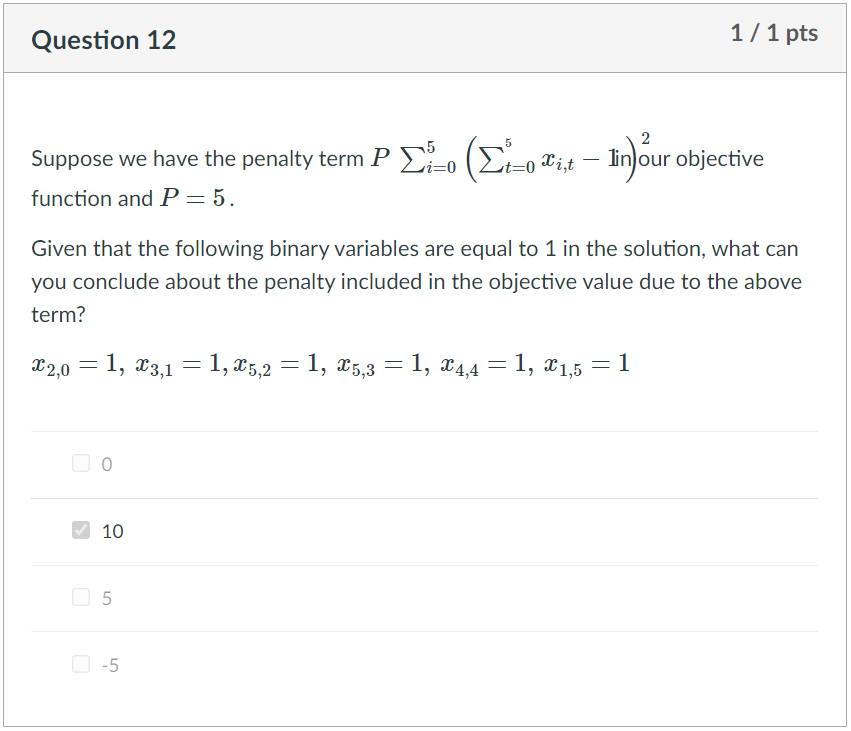 Question 12
1 / 1 pts
Suppose we have the penalty term $P \sum_{i=0}^{5} \left( \sum_{t=0}^{5} x_{i,t} - 1 \right)^2$ in our objective
function and $P = 5$.
Given that the following binary variables are equal to 1 in the solution, what can
you conclude about the penalty included in the objective value due to the above
term?
$x_{2,0} = 1, x_{3,1} = 1, x_{5,2} = 1, x_{5,3} = 1, x_{4,4} = 1, x_{1,5} = 1$
0
10
5
-5